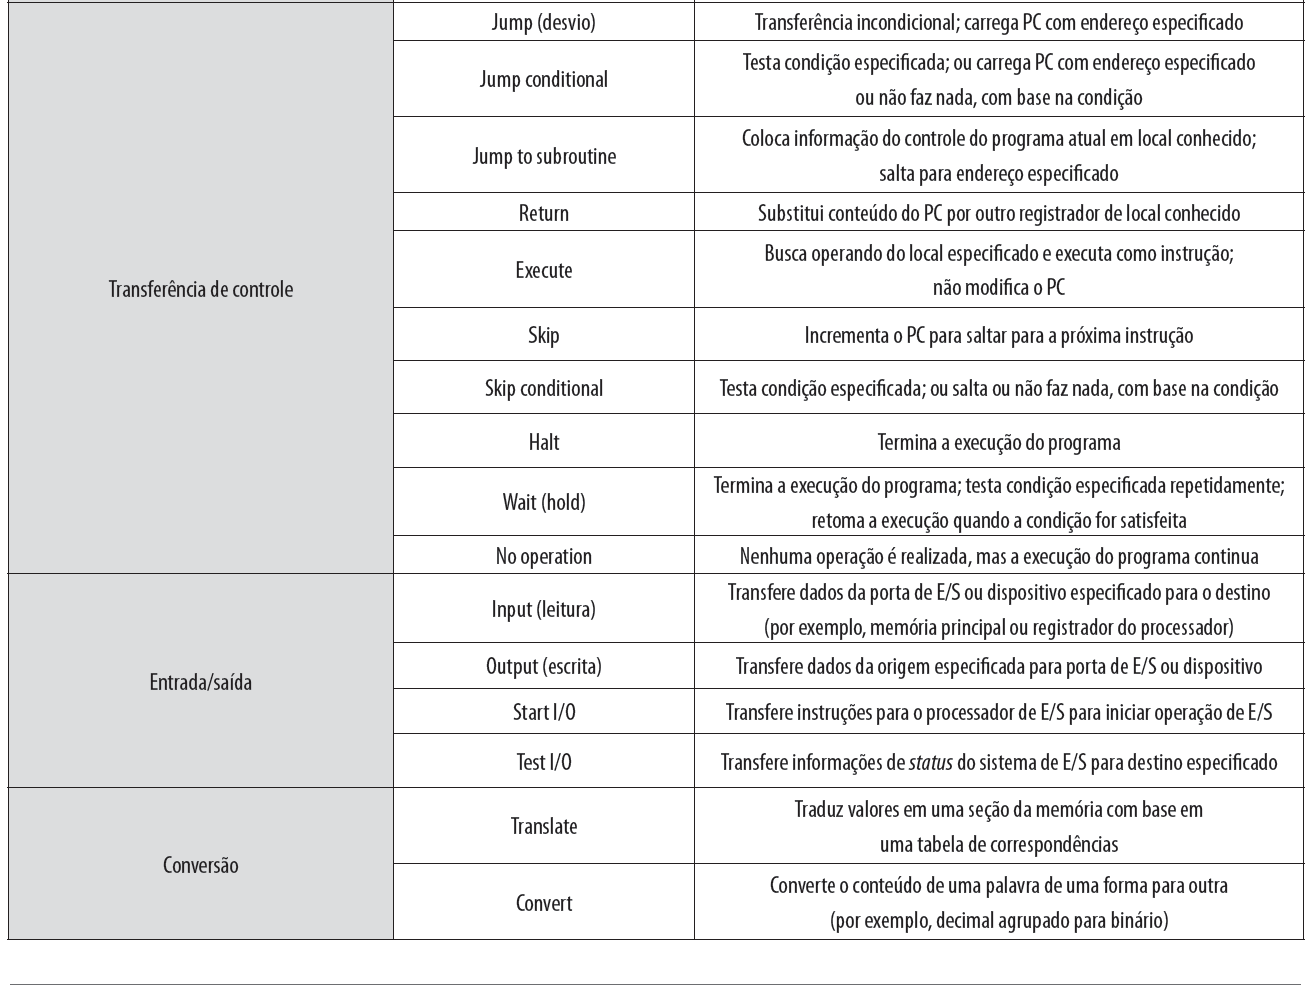 Transferência de controle
Jump (desvio)
Transferência incondicional; carrega PC com endereço especificado
Jump conditional
Testa condição especificada; ou carrega PC com endereço especificado
ou não faz nada, com base na condição
Jump to subroutine
Coloca informação do controle do programa atual em local conhecido;
salta para endereço especificado
Return
Substitui conteúdo do PC por outro registrador de local conhecido
Execute
Busca operando do local especificado e executa como instrução;
não modifica o PC
Skip
Incrementa o PC para saltar para a próxima instrução
Skip conditional
Testa condição especificada; ou salta ou não faz nada, com base na condição
Halt
Termina a execução do programa
Wait (hold)
Termina a execução do programa; testa condição especificada repetidamente;
retoma a execução quando a condição for satisfeita
No operation
Nenhuma operação é realizada, mas a execução do programa continua
Entrada/saída
Input (leitura)
Transfere dados da porta de E/S ou dispositivo especificado para o destino
(por exemplo, memória principal ou registrador do processador)
Output (escrita)
Transfere dados da origem especificada para porta de E/S ou dispositivo
Start I/O
Transfere instruções para o processador de E/S para iniciar operação de E/S
Test I/O
Transfere informações de status do sistema de E/S para destino especificado
Conversão
Translate
Traduz valores em uma seção da memória com base em
uma tabela de correspondências
Convert
Converte o conteúdo de uma palavra de uma forma para outra
(por exemplo, decimal agrupado para binário)